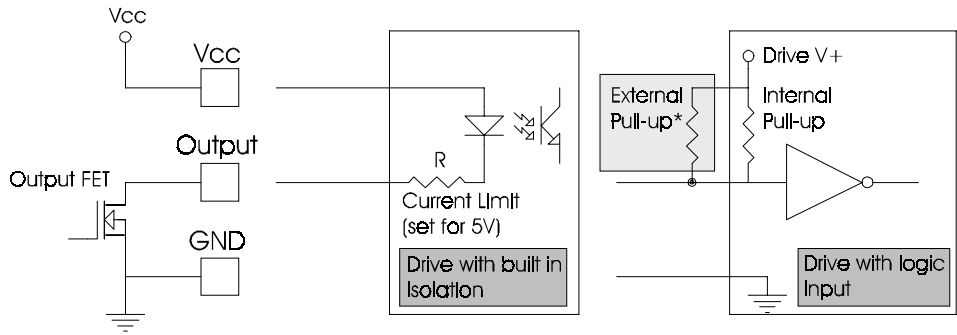 Vcc
Vcc
Output
Output FET
GND
R
Current Limit
(set for 5V)
Drive with built in
Isolation
External
Pull-up*
Drive V+
Internal
Pull-up
Drive with logic
Input